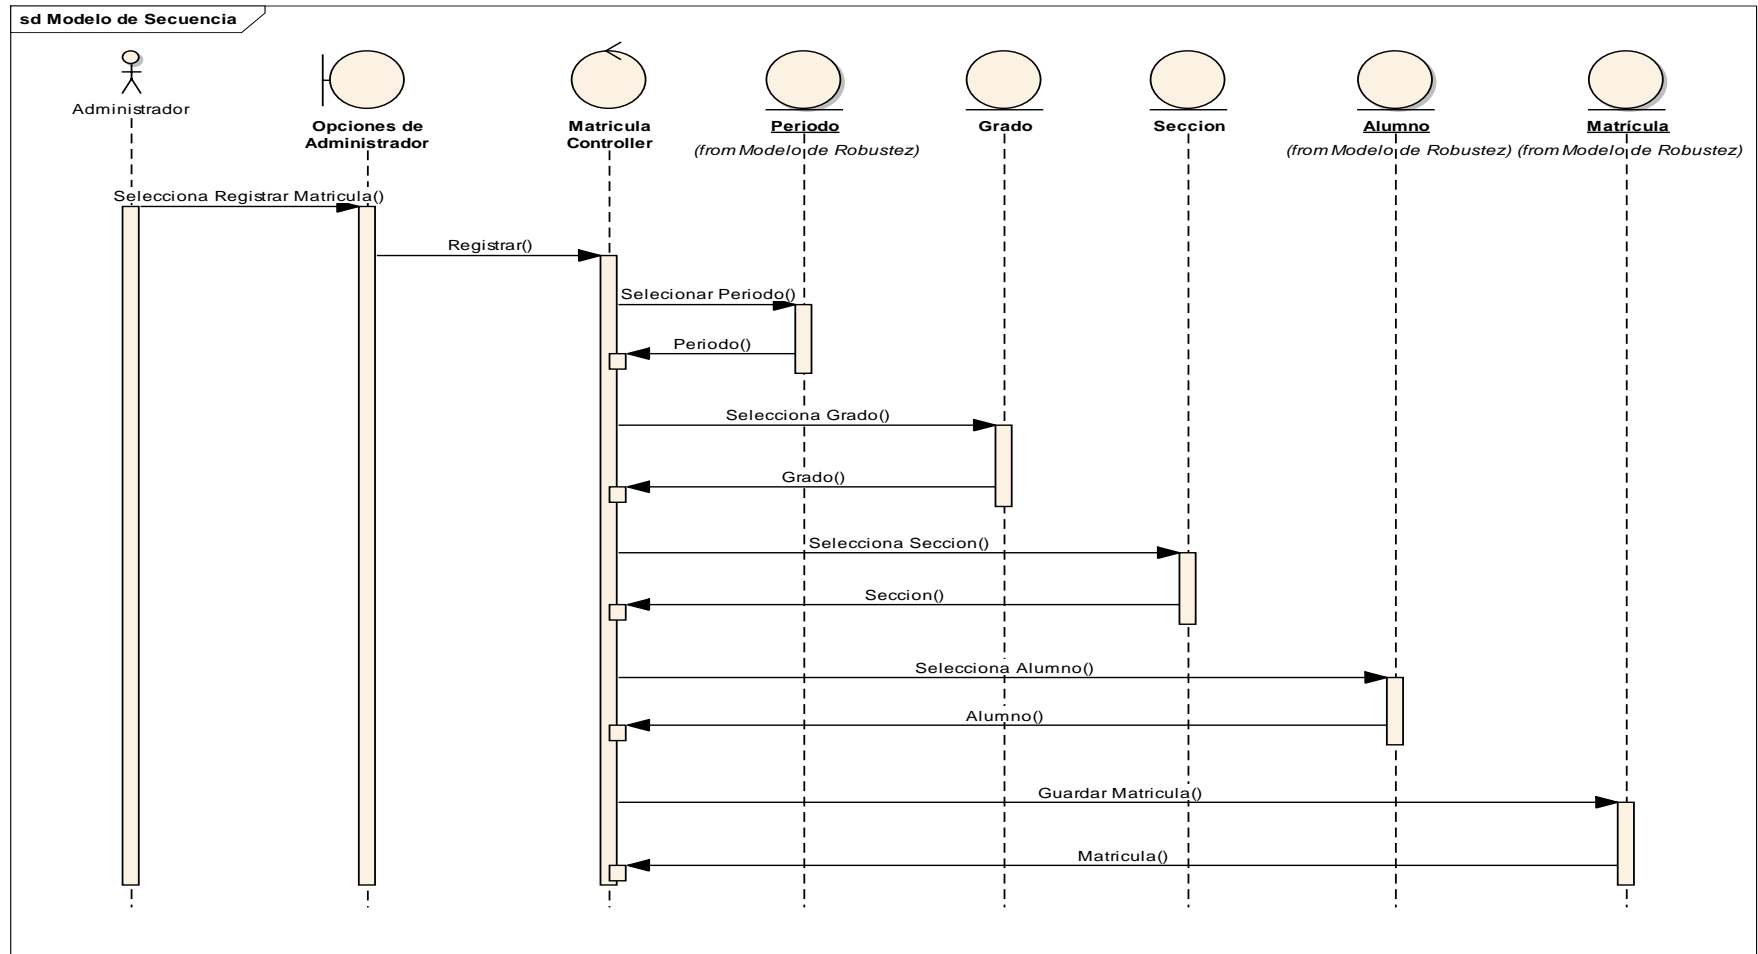 sd Modelo de Secuencia
Administrador
Opciones de
Administrador
Matricula
Controller
Periodo
(from Modelo de Robustez)
Grado
Seccion
Alumno
(from Modelo de Robustez)
Matrícula
(from Modelo de Robustez)
Selecciona Registrar Matricula()
Registrar()
Selecionar Periodo()
Periodo()
Selecciona Grado()
Grado()
Selecciona Seccion()
Seccion()
Selecciona Alumno()
Alumno()
Guardar Matricula()
Matricula()